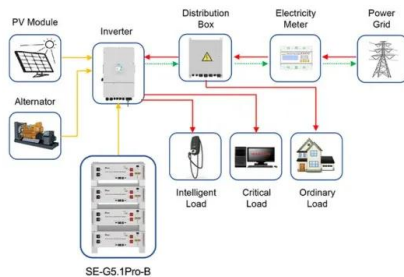 PV Module
Inverter
Distribution
Box
Electricity
Meter
Power
Grid
Alternator
Intelligent
Load
Critical
Load
Ordinary
Load
SE-G5.1Pro-B